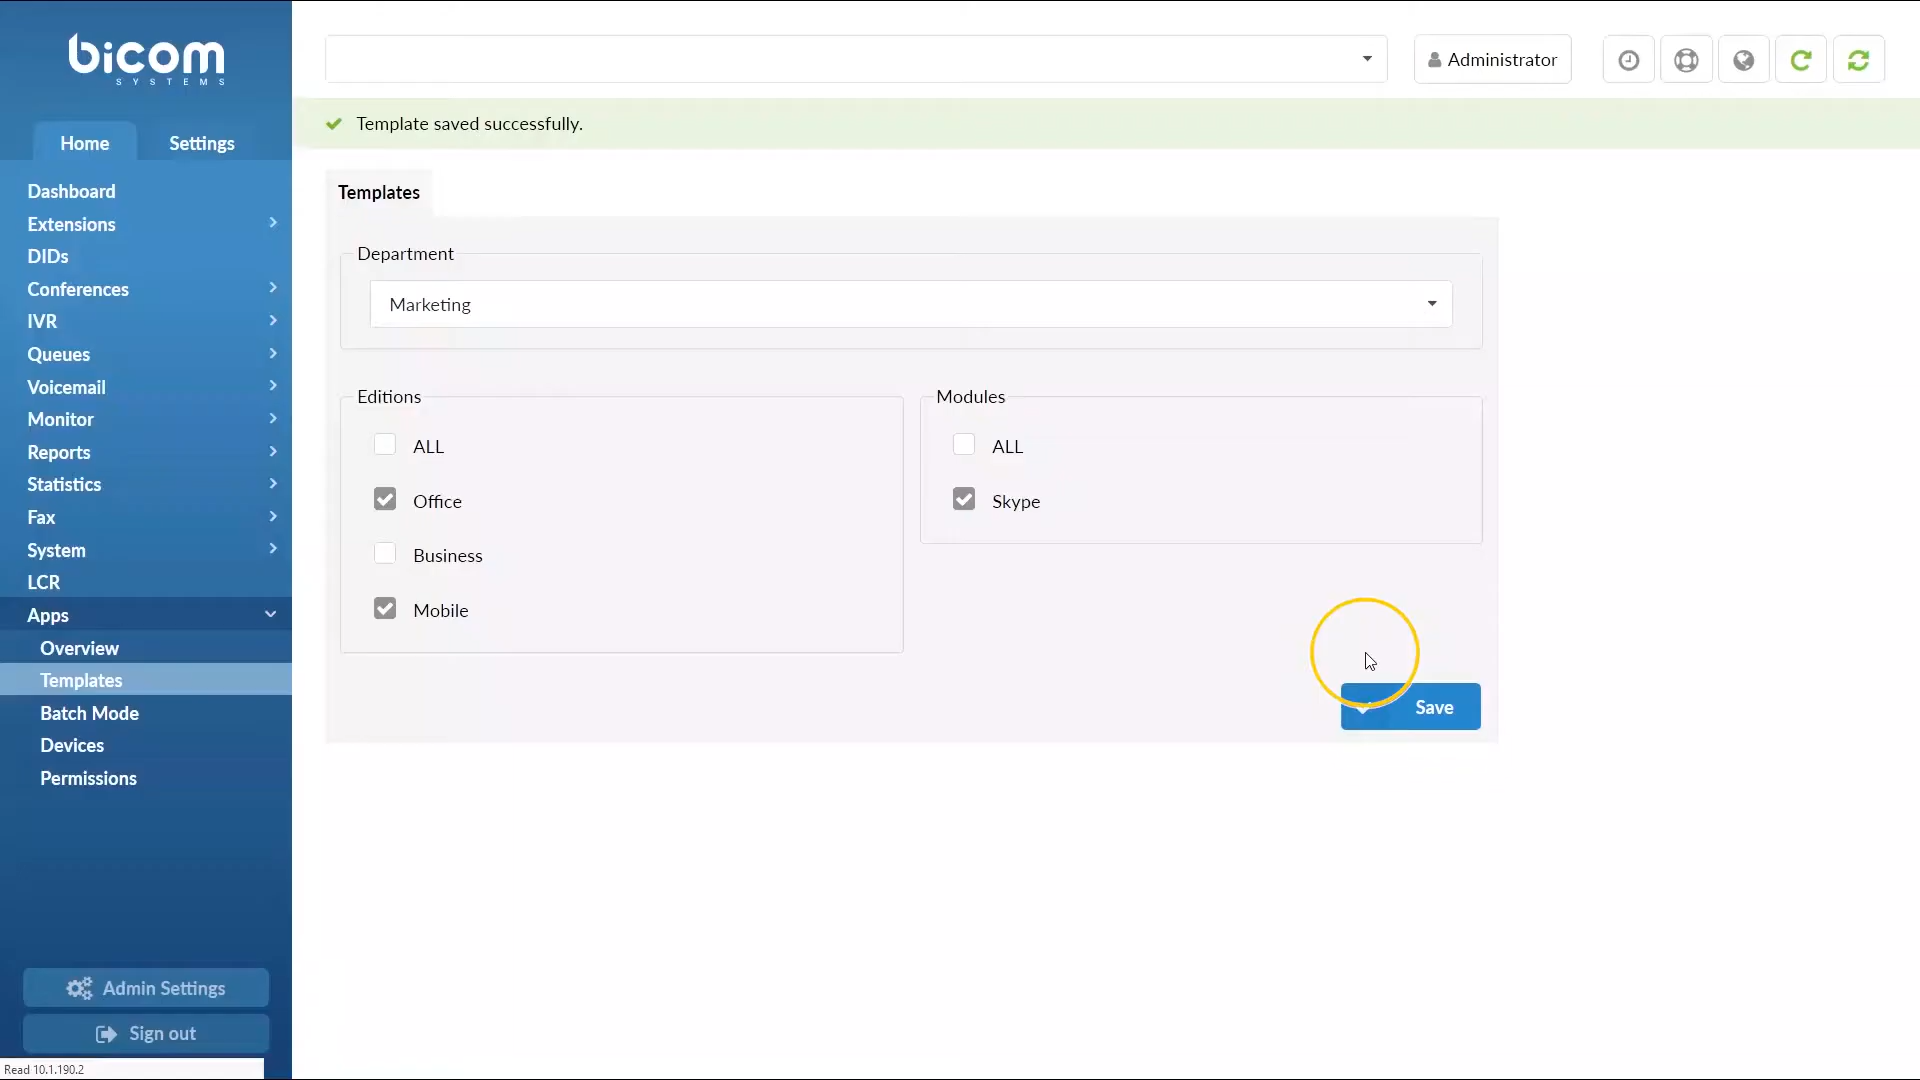 bicom
SYSTEMS
Administrator
Template saved successfully.
Home
Settings
Dashboard
Extensions
DIDs
Conferences
IVR
Queues
Voicemail
Monitor
Reports
Statistics
Fax
System
LCR
Apps
Overview
Templates
Batch Mode
Devices
Permissions
Admin Settings
Sign out
Read 10.1.190.2
Templates
Department
Marketing
Editions
ALL
Office
Business
Mobile
Modules
ALL
Skype
Save